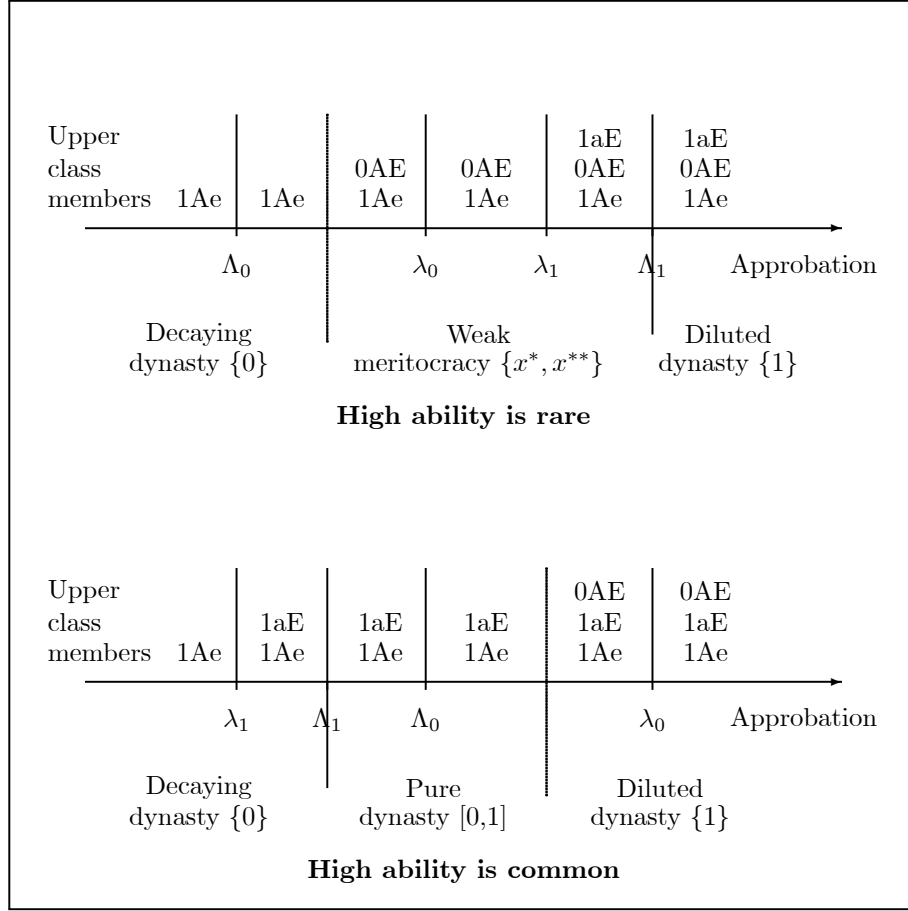 Upper 1aE 1aE
class 0AE 0AE 0AE 0AE
members 1Ae 1Ae 1Ae 1Ae 1Ae 1Ae
Λ₀ λ₀ λ₁ Λ₁ Approbation
Decaying Weak Diluted
dynasty {0} meritocracy {x*, x**} dynasty {1}
High ability is rare
Upper 0AE 0AE
class 1aE 1aE 1aE 1aE 1aE
members 1Ae 1Ae 1Ae 1Ae 1Ae 1Ae
λ₁ Λ₁ Λ₀ λ₀ Approbation
Decaying Pure Diluted
dynasty {0} dynasty [0,1] dynasty {1}
High ability is common